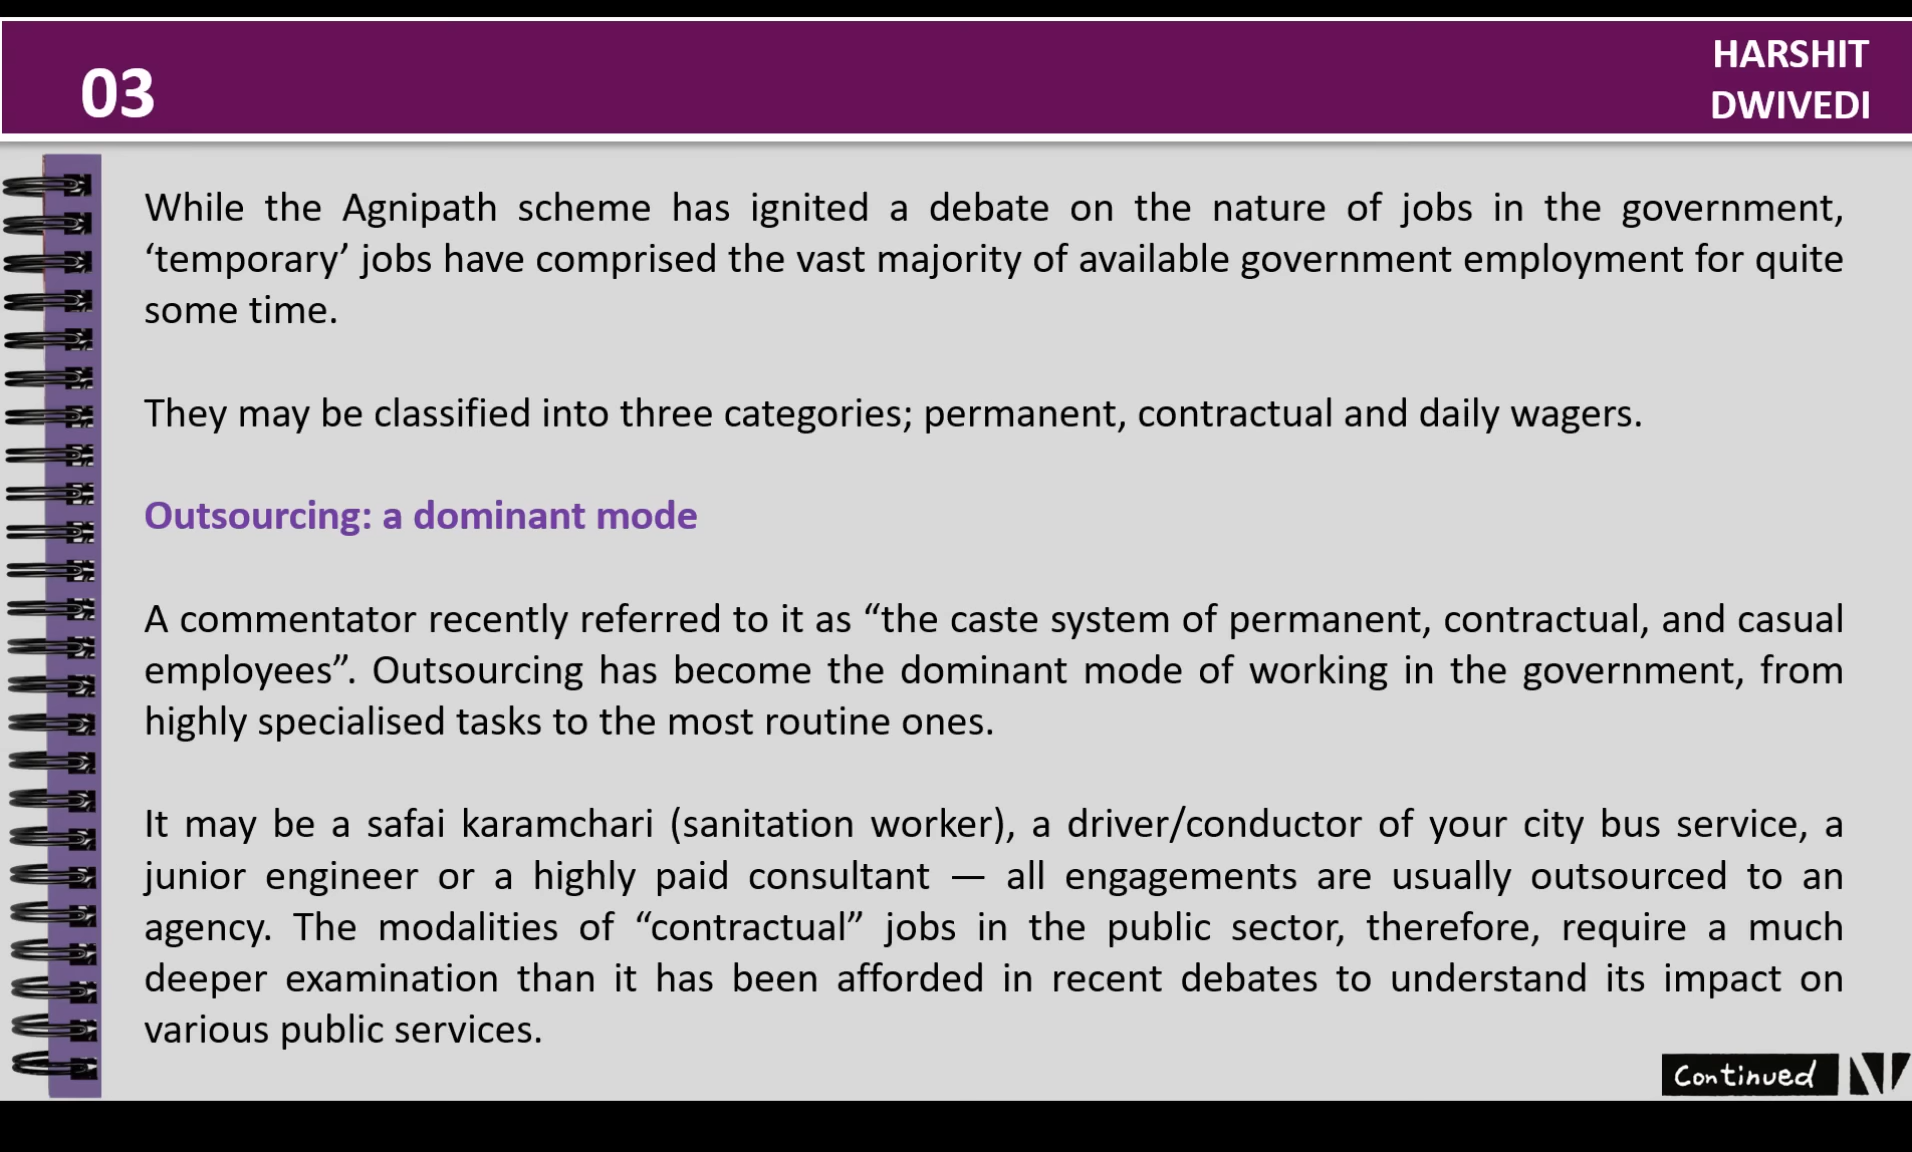 03
HARSHIT
DWIVEDI
While the Agnipath scheme has ignited a debate on the nature of jobs in the government,
‘temporary’ jobs have comprised the vast majority of available government employment for quite
some time.
They may be classified into three categories; permanent, contractual and daily wagers.
Outsourcing: a dominant mode
A commentator recently referred to it as “the caste system of permanent, contractual, and casual
employees”. Outsourcing has become the dominant mode of working in the government, from
highly specialised tasks to the most routine ones.
It may be a safai karamchari (sanitation worker), a driver/conductor of your city bus service, a
junior engineer or a highly paid consultant — all engagements are usually outsourced to an
agency. The modalities of “contractual” jobs in the public sector, therefore, require a much
deeper examination than it has been afforded in recent debates to understand its impact on
various public services.
Continued